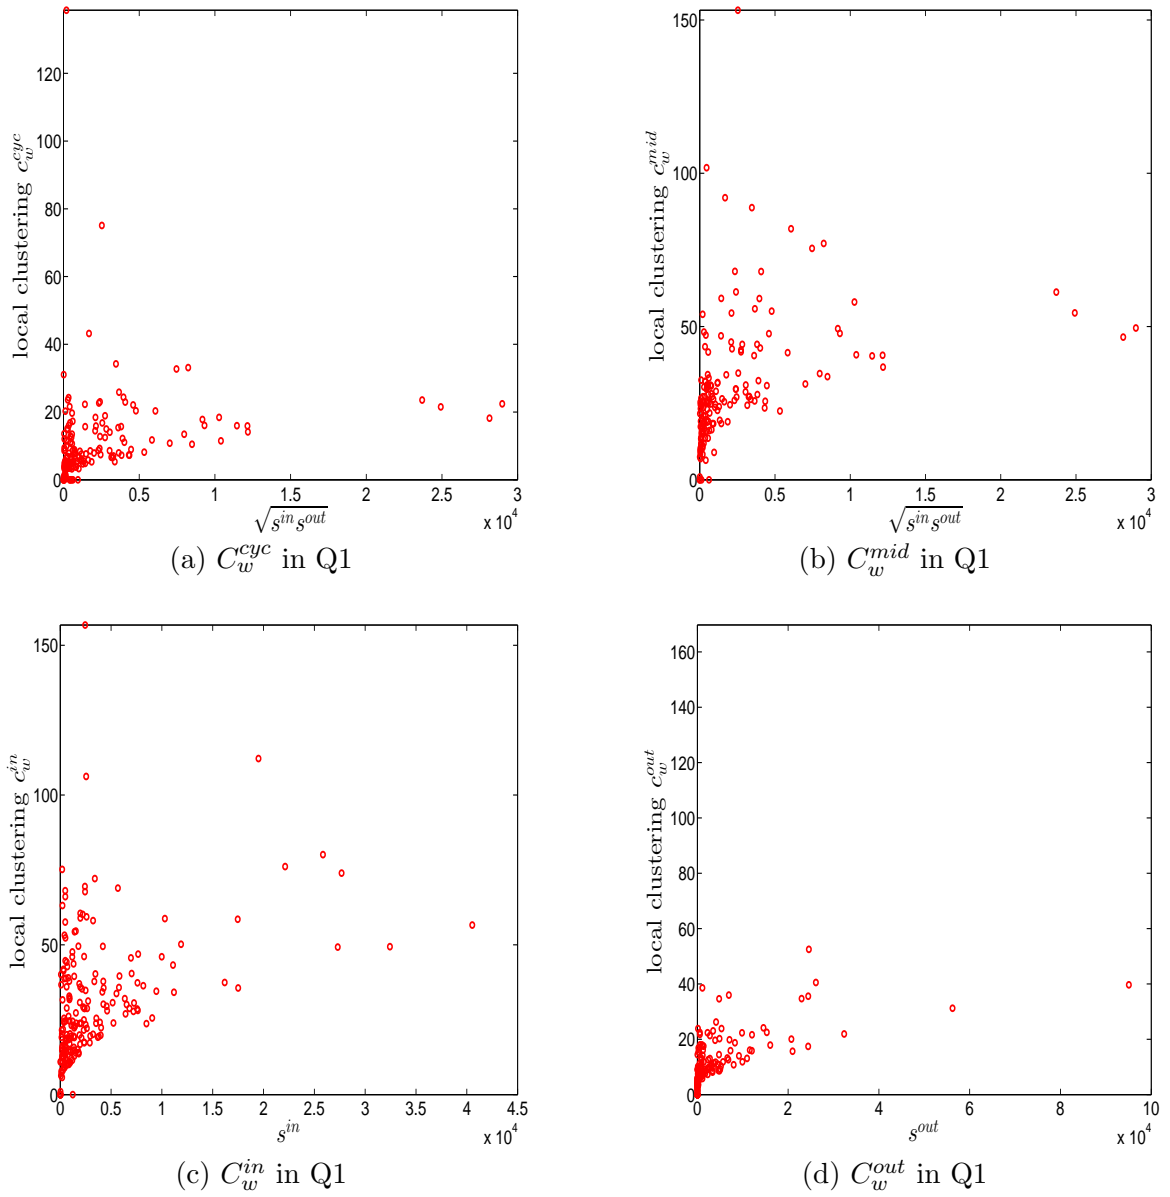 120
100
80
60
40
20
0
local clustering c_w^{cyc}
0 0.5 1 1.5 2 2.5 3
x 10^4
√s^{in}s^{out}
(a) C_w^{cyc} in Q1
150
100
50
0
local clustering c_w^{mid}
0 0.5 1 1.5 2 2.5 3
x 10^4
√s^{in}s^{out}
(b) C_w^{mid} in Q1
150
100
50
0
local clustering c_w^{in}
0 0.5 1 1.5 2 2.5 3 3.5 4 4.5
x 10^4
s^{in}
(c) C_w^{in} in Q1
160
140
120
100
80
60
40
20
0
local clustering c_w^{out}
0 2 4 6 8 10
x 10^4
s^{out}
(d) C_w^{out} in Q1